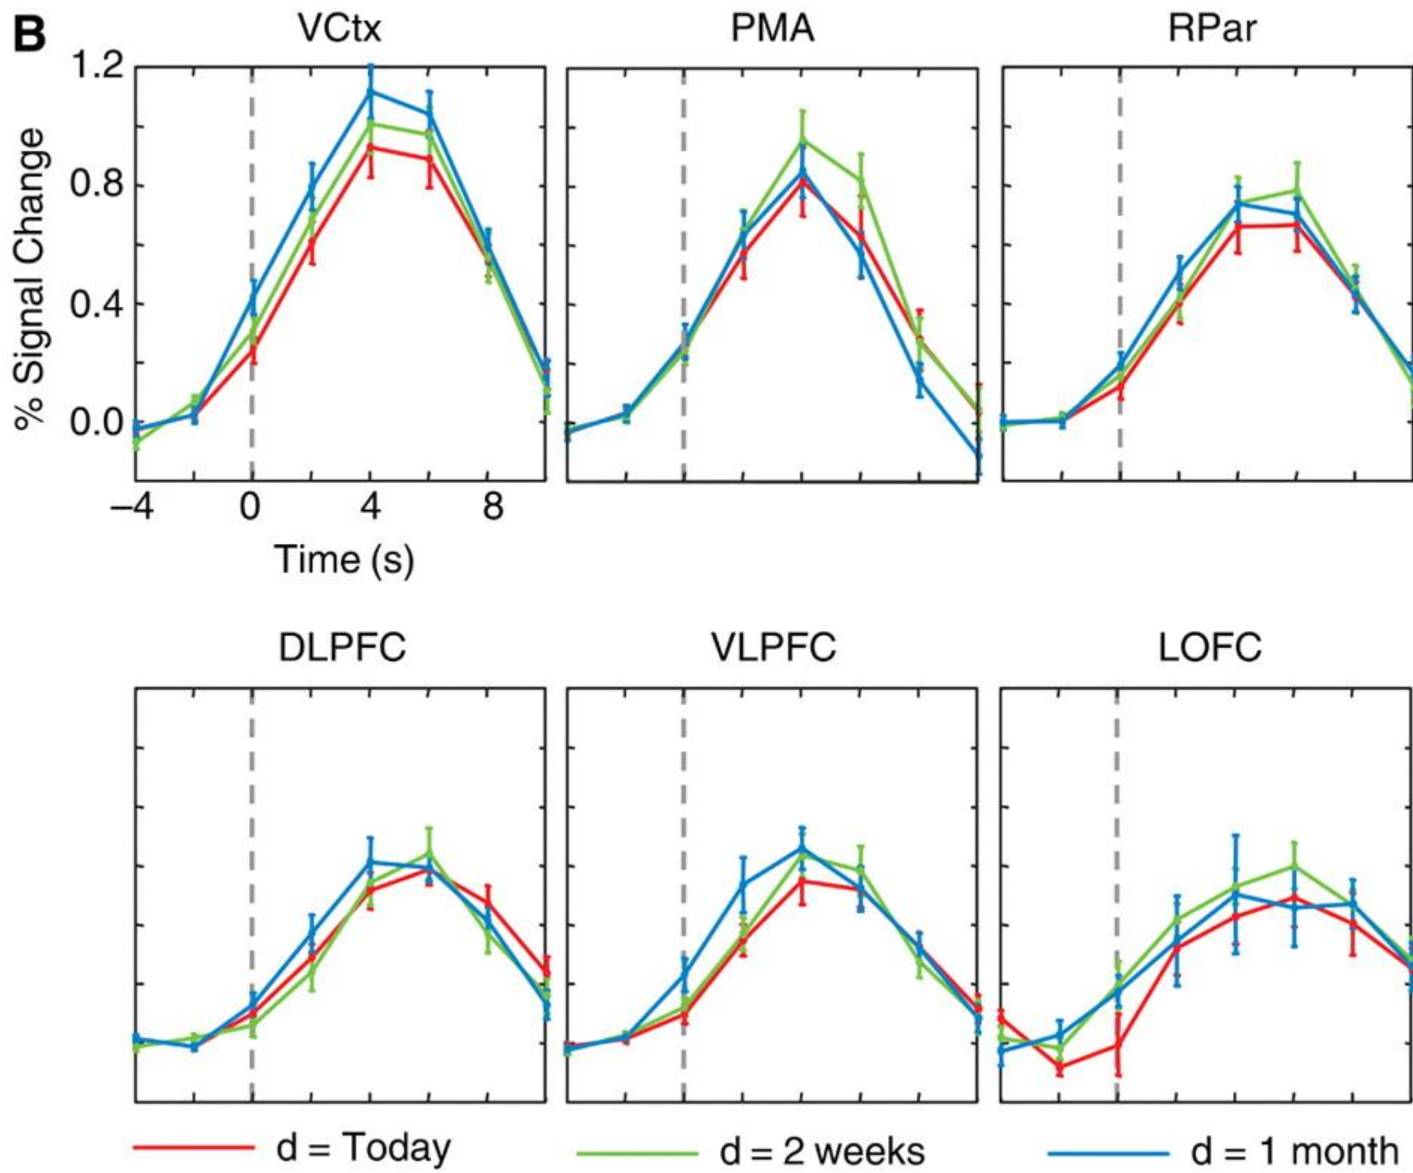 B
VCtx PMA RPar
1.2
0.8
0.4
0.0
% Signal Change
–4 0 4 8
Time (s)
DLPFC VLPFC LOFC
d = Today d = 2 weeks d = 1 month